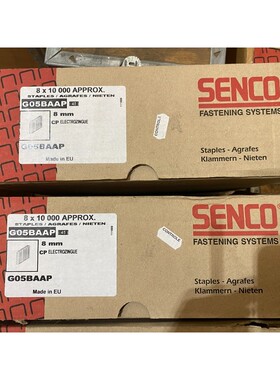 8 x 10 000 APPROX.
STAPLES / AGRAFES / NIETEN
G05BAAP
8 mm
CP ELECTROZINGUE
G05BAAP
Made in EU
CONTROLE
SENCO
FASTENING SYSTEMS
Staples - Agrafes
Klammern - Nieten
8 x 10 000 APPROX.
STAPLES / AGRAFES / NIETEN
G05BAAP
8 mm
CP ELECTROZINGUE
G05BAAP
Made in EU
CONTROLE
SENCO
FASTENING SYSTEMS
Staples - Agrafes
Klammern - Nieten